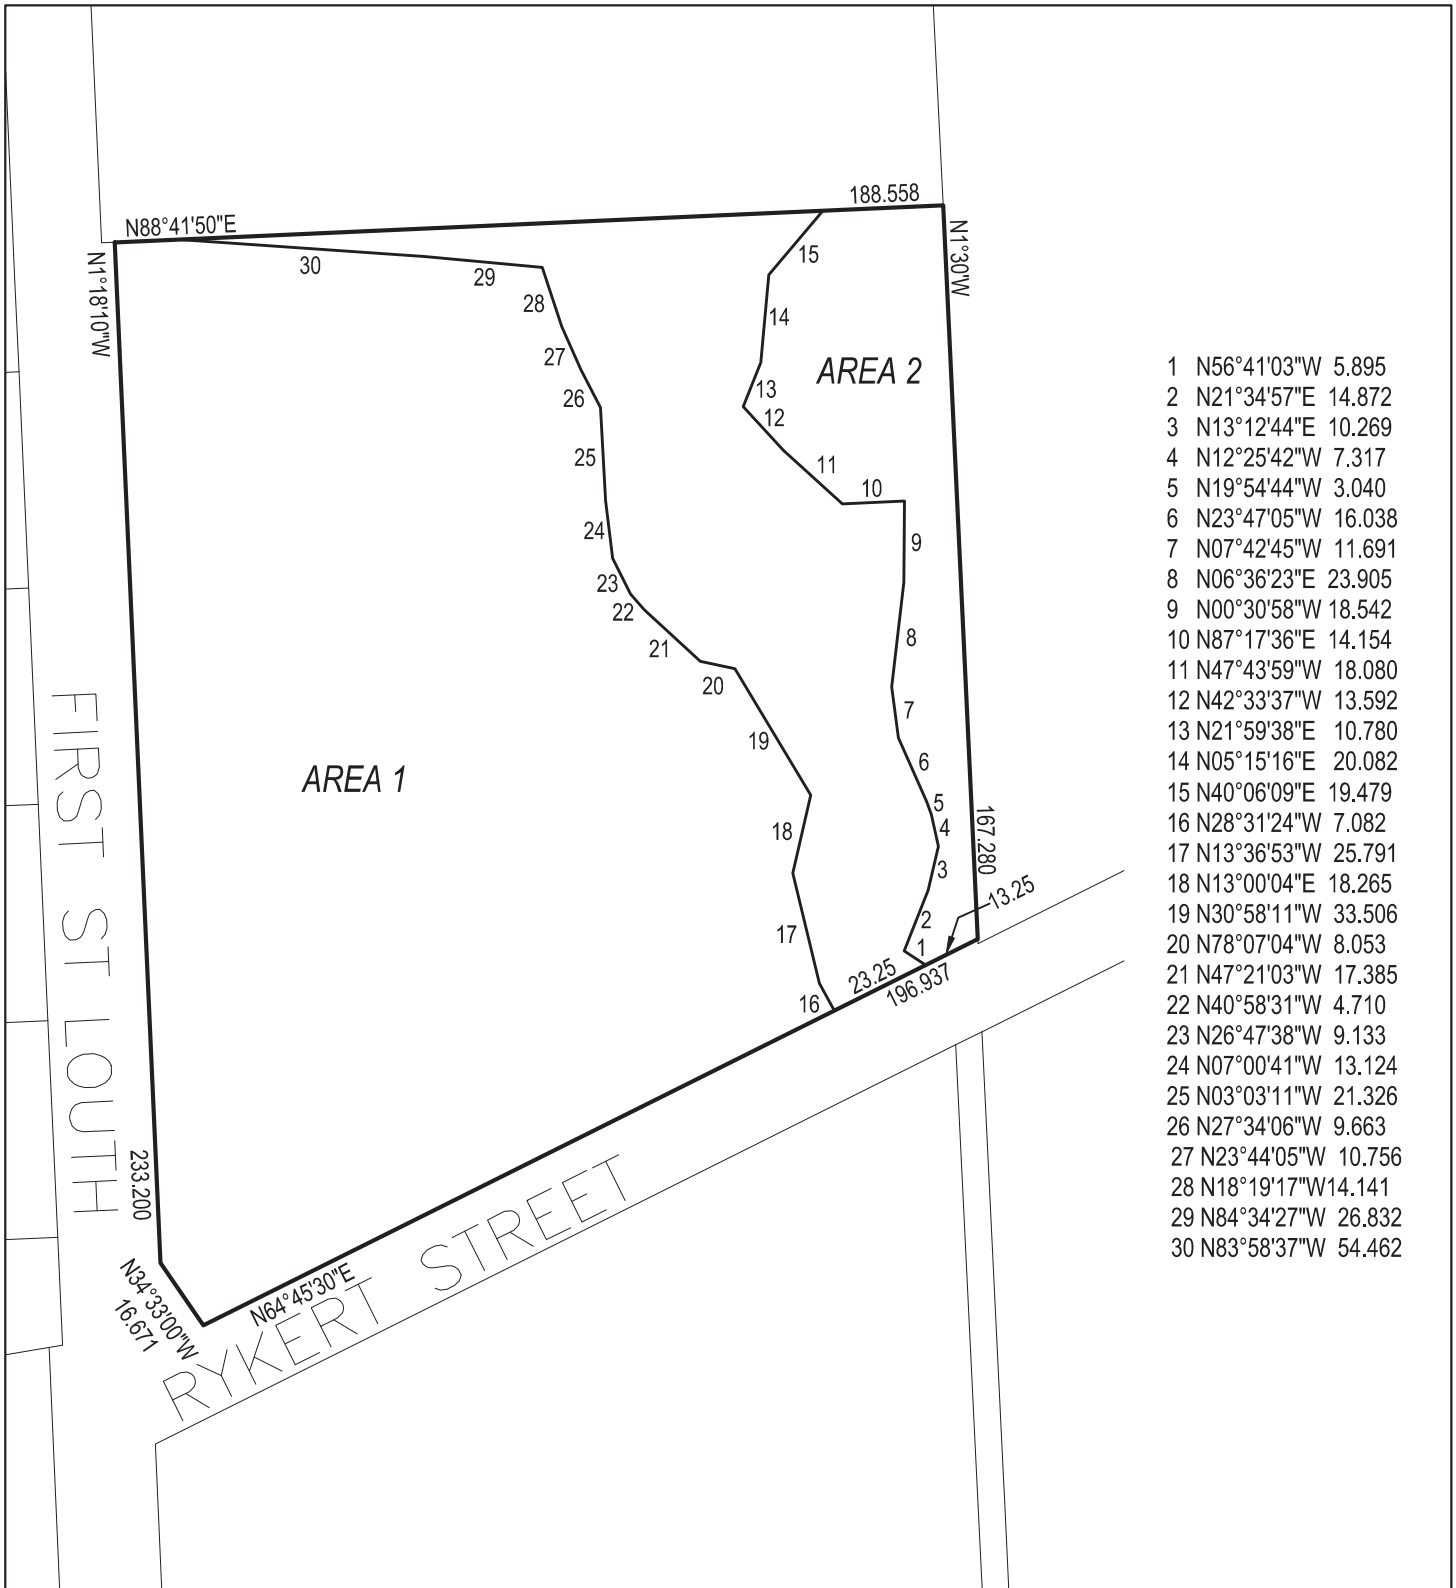 188.558
N88°41'50"E
N1°30'W
N1°18'10"W
30
29
28
27
26
25
24
23
22
21
20
19
18
17
16
15
14
13
12
11
10
9
8
7
6
5
4
3
2
1
AREA 2
AREA 1
167.280
13.25
23.25
196.937
FIRST ST LOUTH
233.200
N34°33'00"W
16.671
N64°45'30"E
RYKERT STREET
1 N56°41'03"W 5.895
2 N21°34'57"E 14.872
3 N13°12'44"E 10.269
4 N12°25'42"W 7.317
5 N19°54'44"W 3.040
6 N23°47'05"W 16.038
7 N07°42'45"W 11.691
8 N06°36'23"E 23.905
9 N00°30'58"W 18.542
10 N87°17'36"E 14.154
11 N47°43'59"W 18.080
12 N42°33'37"W 13.592
13 N21°59'38"E 10.780
14 N05°15'16"E 20.082
15 N40°06'09"E 19.479
16 N28°31'24"W 7.082
17 N13°36'53"W 25.791
18 N13°00'04"E 18.265
19 N30°58'11"W 33.506
20 N78°07'04"W 8.053
21 N47°21'03"W 17.385
22 N40°58'31"W 4.710
23 N26°47'38"W 9.133
24 N07°00'41"W 13.124
25 N03°03'11"W 21.326
26 N27°34'06"W 9.663
27 N23°44'05"W 10.756
28 N18°19'17"W14.141
29 N84°34'27"W 26.832
30 N83°58'37"W 54.462